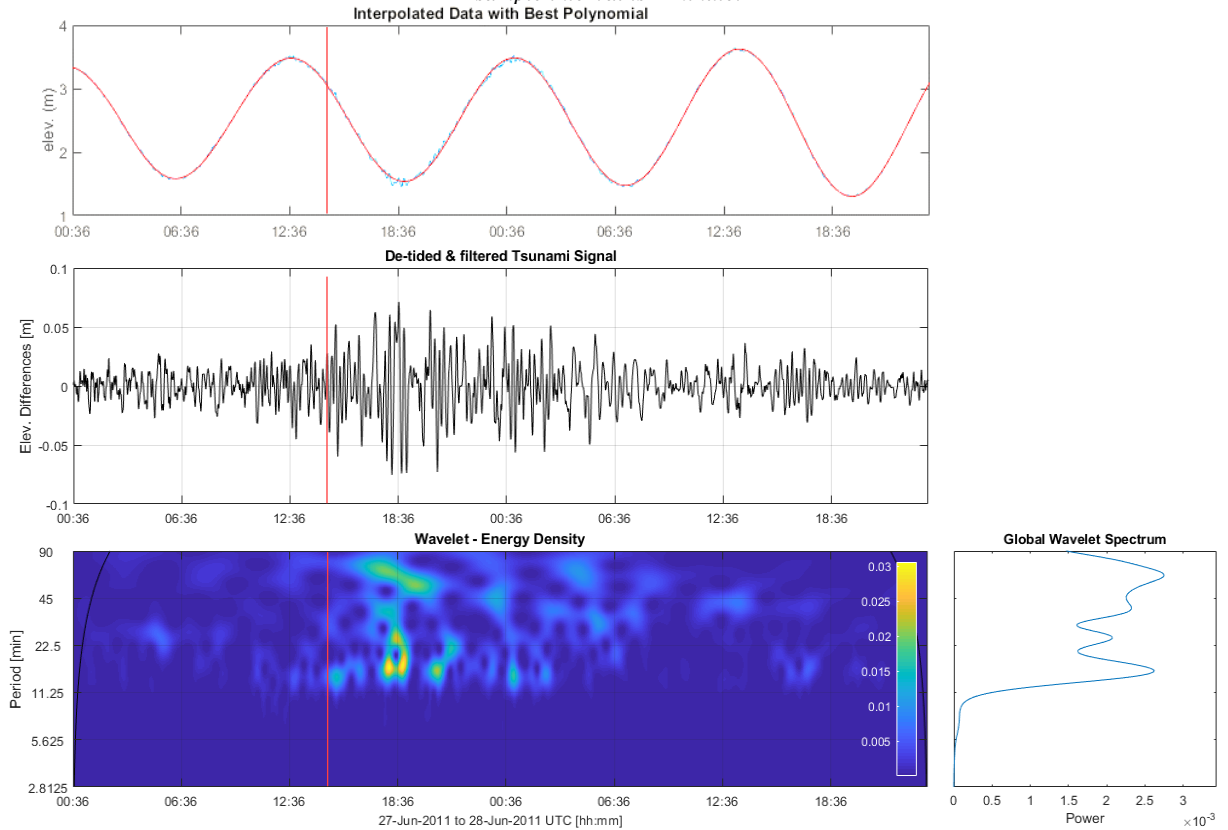 Interpolated Data with Best Polynomial
4
3
2
1
elev. (m)
00:36 06:36 12:36 18:36 00:36 06:36 12:36 18:36
De-tided & filtered Tsunami Signal
0.1
0.05
0
-0.05
-0.1
Elev. Differences [m]
00:36 06:36 12:36 18:36 00:36 06:36 12:36 18:36
Wavelet - Energy Density
90
45
22.5
11.25
5.625
2.8125
Period [min]
0.03
0.025
0.02
0.015
0.01
0.005
00:36 06:36 12:36 18:36 00:36 06:36 12:36 18:36
27-Jun-2011 to 28-Jun-2011 UTC [hh:mm]
Global Wavelet Spectrum
0 0.5 1 1.5 2 2.5 3
Power
×10-3